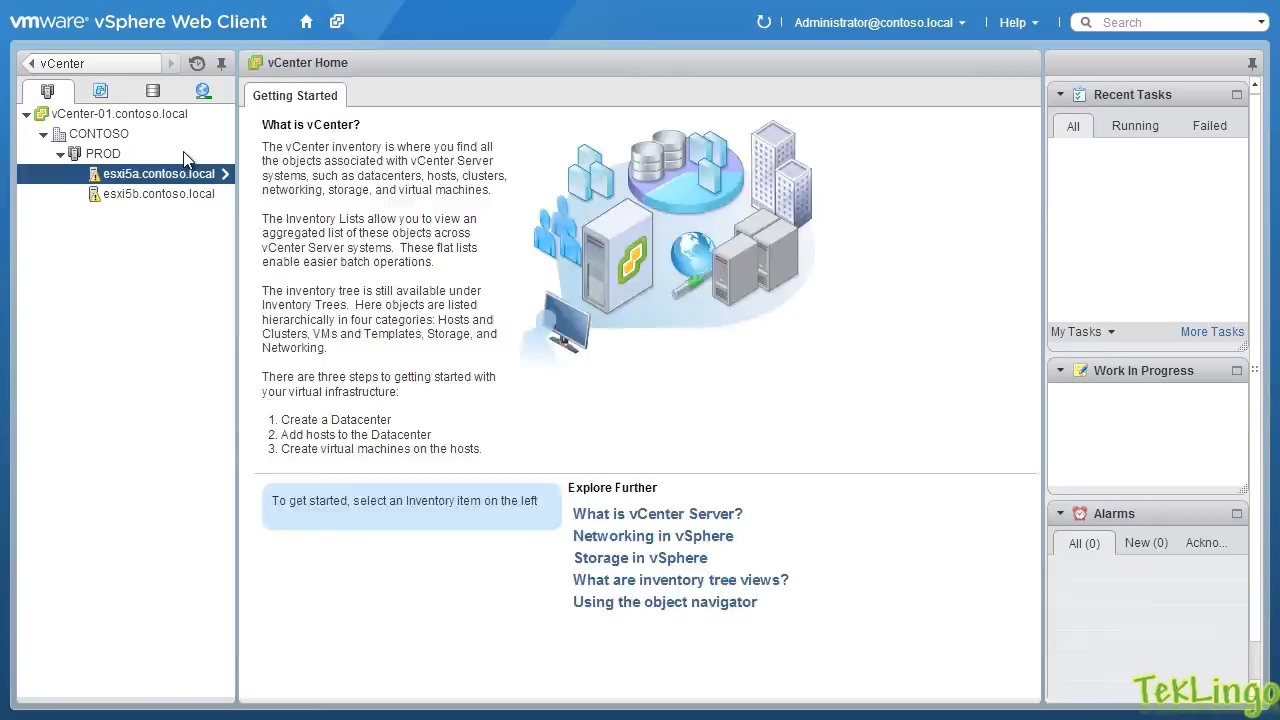 vmware vSphere Web Client
Administrator@contoso.local
Help
Search
vCenter
vCenter-01.contoso.local
CONTOSO
PROD
esxi5a.contoso.local
esxi5b.contoso.local
vCenter Home
Getting Started
What is vCenter?
The vCenter inventory is where you find all
the objects associated with vCenter Server
systems, such as datacenters, hosts, clusters,
networking, storage, and virtual machines.
The Inventory Lists allow you to view an
aggregated list of these objects across
vCenter Server systems. These flat lists
enable easier batch operations.
The inventory tree is still available under
Inventory Trees. Here objects are listed
hierarchically in four categories: Hosts and
Clusters, VMs and Templates, Storage, and
Networking.
There are three steps to getting started with
your virtual infrastructure:
1. Create a Datacenter
2. Add hosts to the Datacenter
3. Create virtual machines on the hosts.
To get started, select an Inventory item on the left
Explore Further
What is vCenter Server?
Networking in vSphere
Storage in vSphere
What are inventory tree views?
Using the object navigator
Recent Tasks
All
Running
Failed
My Tasks
More Tasks
Work In Progress
Alarms
All (0)
New (0)
Ackno...
TekLingo